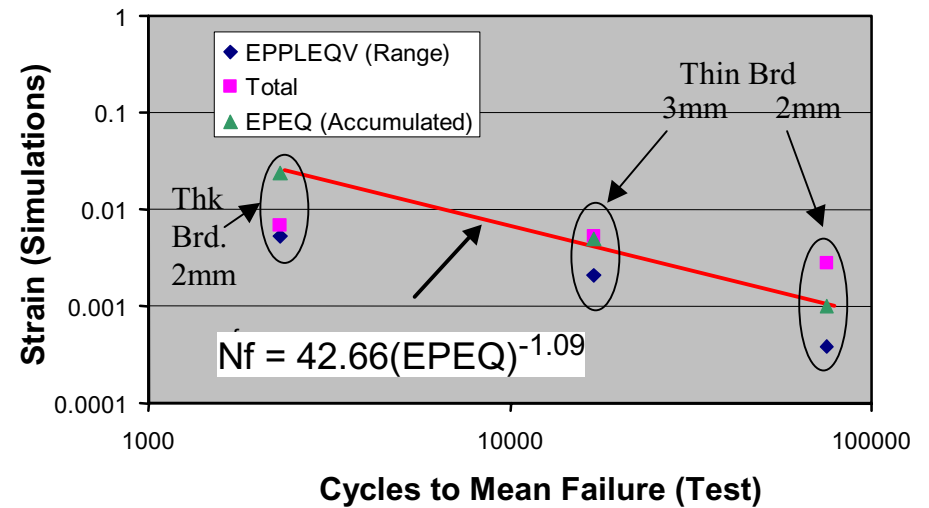 1
0.1
0.01
0.001
0.0001
Strain (Simulations)
EPPLEQV (Range)
Total
EPEQ (Accumulated)
Thin Brd
3mm 2mm
Thk
Brd.
2mm
Nf = 42.66(EPEQ)^-1.09
1000 10000 100000
Cycles to Mean Failure (Test)